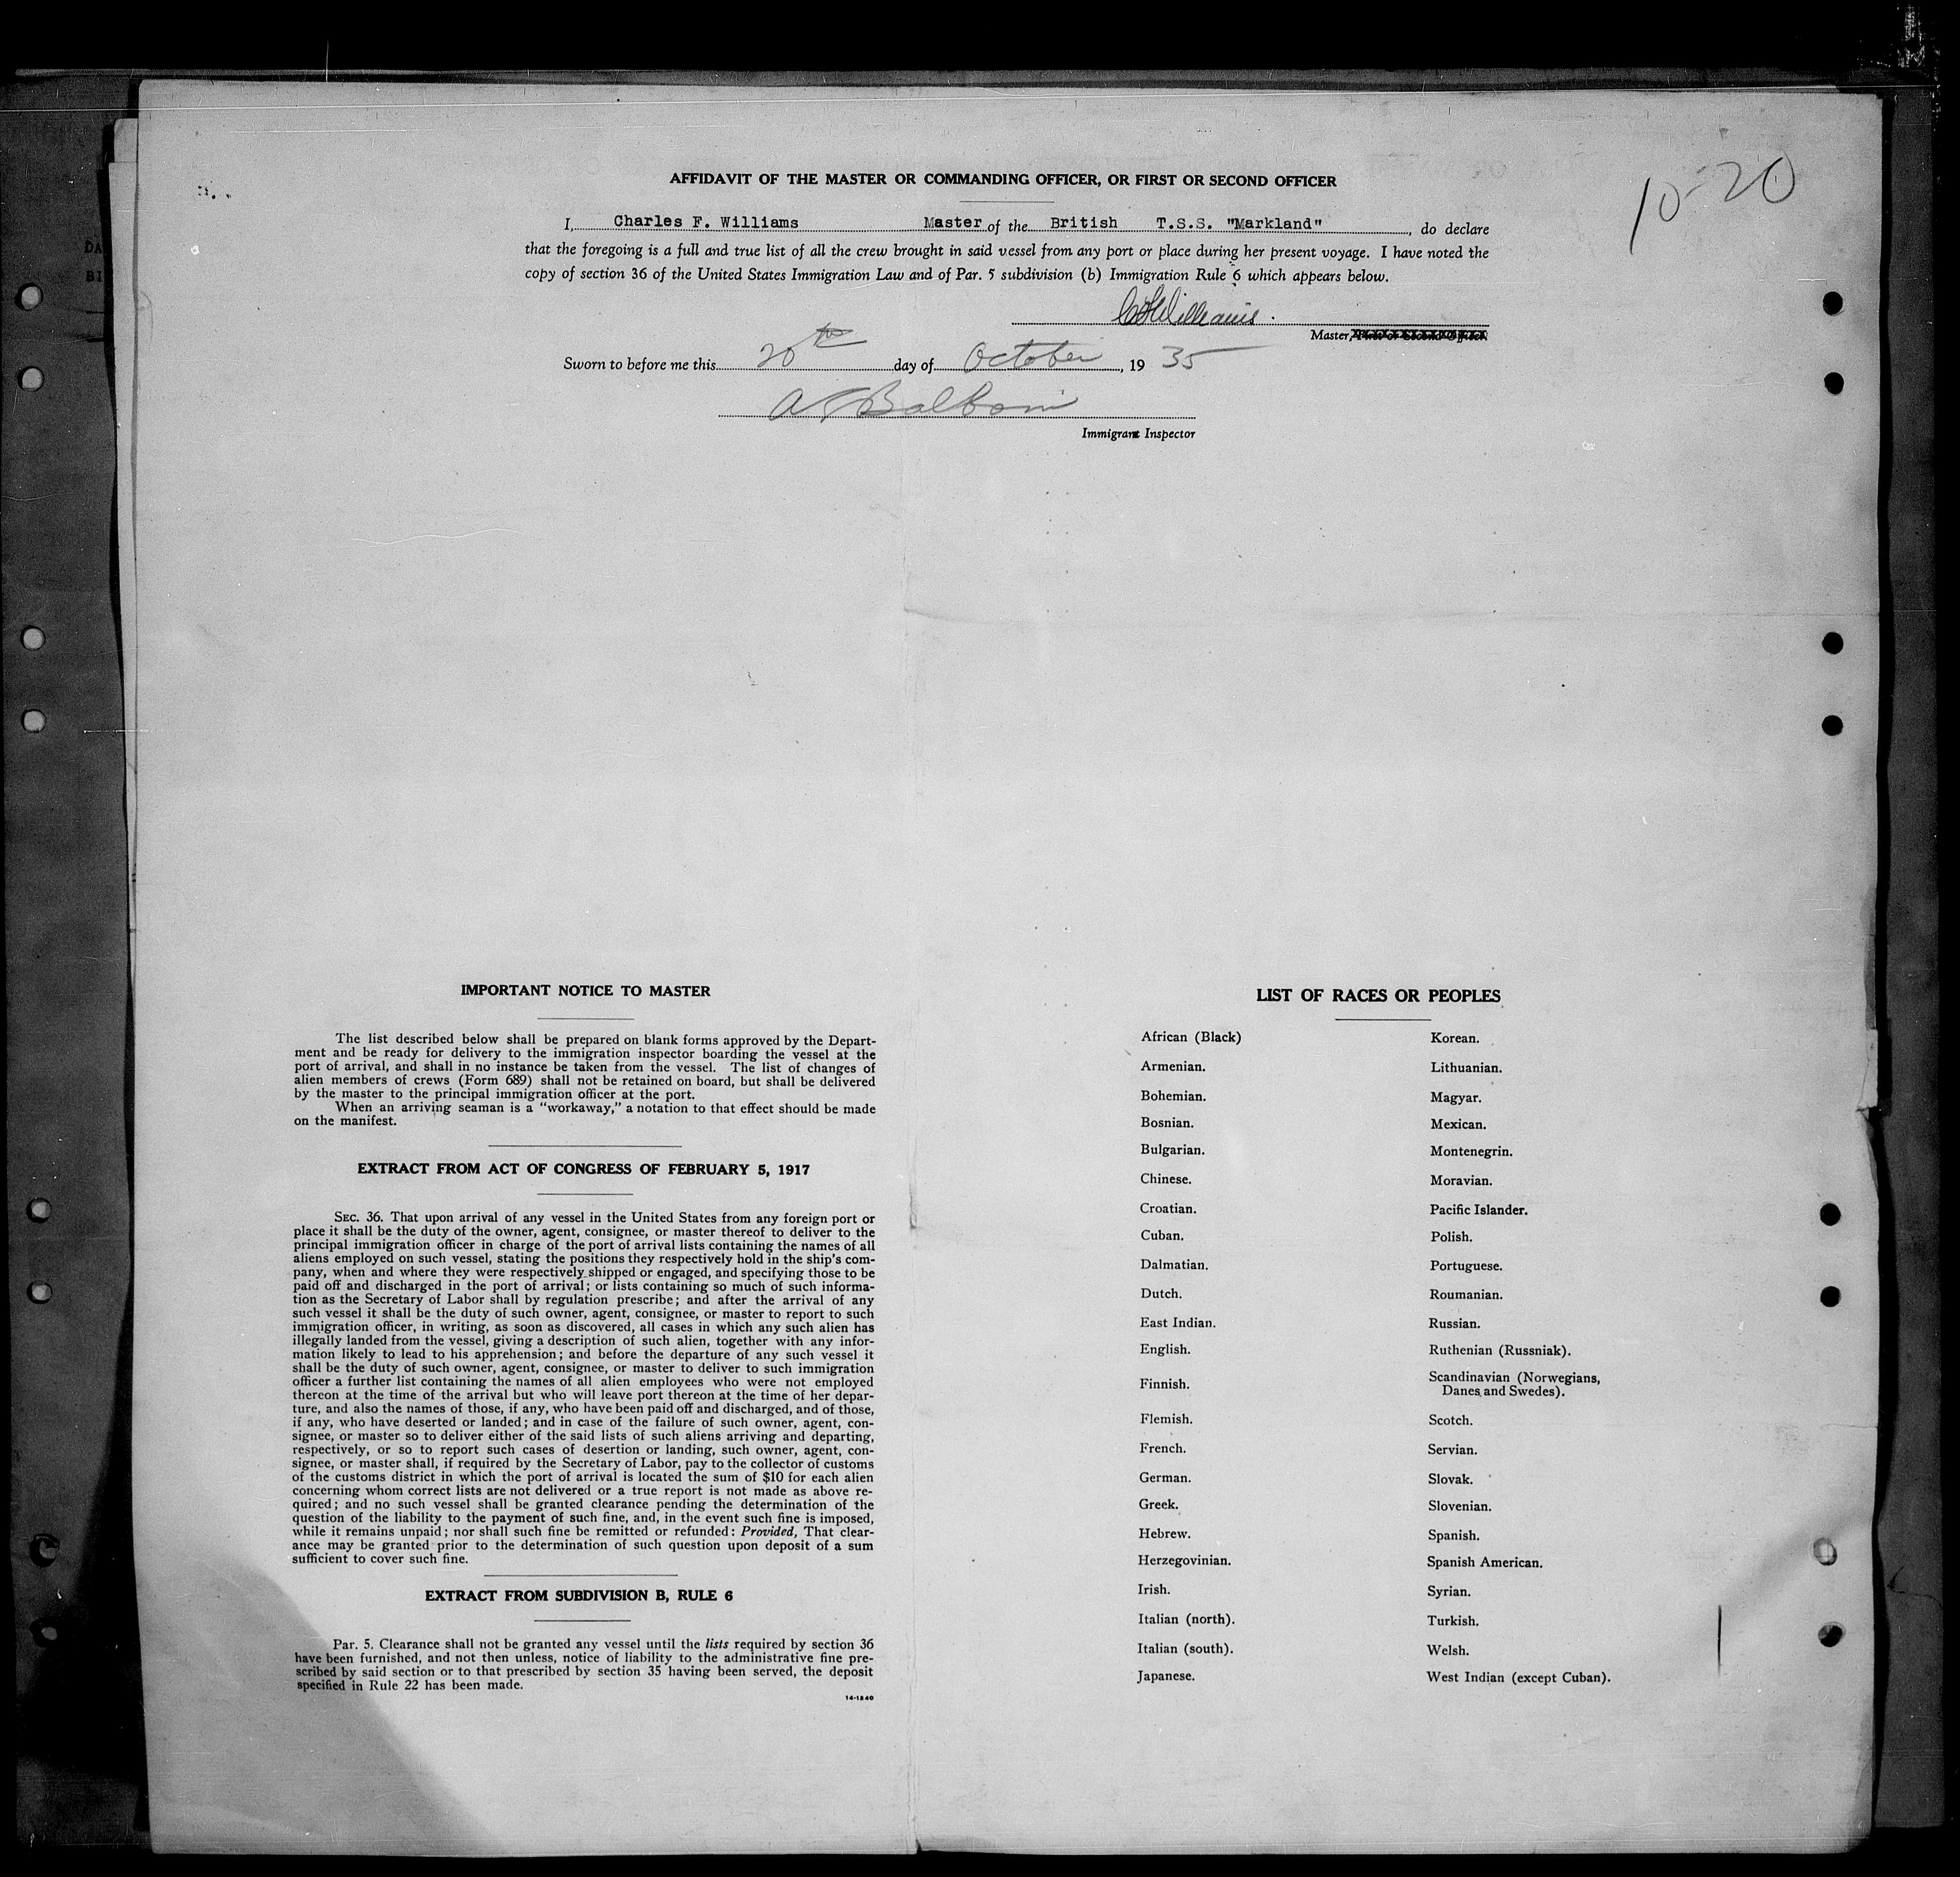 10-20
AFFIDAVIT OF THE MASTER OR COMMANDING OFFICER, OR FIRST OR SECOND OFFICER
I, Charles F. Williams Master of the British T.S.S. "Markland", do declare
that the foregoing is a full and true list of all the crew brought in said vessel from any port or place during her present voyage. I have noted the
copy of section 36 of the United States Immigration Law and of Par. 5 subdivision (b) Immigration Rule 6 which appears below.
CFWilliams.
Master, First or Second Officer.
Sworn to before me this 20th day of October, 1935
Immigrant Inspector
IMPORTANT NOTICE TO MASTER
The list described below shall be prepared on blank forms approved by the Depart-
ment and be ready for delivery to the immigration inspector boarding the vessel at the
port of arrival, and shall in no instance be taken from the vessel. The list of changes of
alien members of crews (Form 689) shall not be retained on board, but shall be delivered
by the master to the principal immigration officer at the port.
When an arriving seaman is a "workaway," a notation to that effect should be made
on the manifest.
EXTRACT FROM ACT OF CONGRESS OF FEBRUARY 5, 1917
SEC. 36. That upon arrival of any vessel in the United States from any foreign port or
place it shall be the duty of the owner, agent, consignee, or master thereof to deliver to the
principal immigration officer in charge of the port of arrival lists containing the names of all
aliens employed on such vessel, stating the positions they respectively hold in the ship's com-
pany, when and where they were respectively shipped or engaged, and specifying those to be
paid off and discharged in the port of arrival; or lists containing so much of such informa-
tion as the Secretary of Labor shall by regulation prescribe; and after the arrival of any
such vessel it shall be the duty of such owner, agent, consignee, or master to report to such
immigration officer, in writing, as soon as discovered, all cases in which any such alien has
illegally landed from the vessel, giving a description of such alien, together with any infor-
mation likely to lead to his apprehension; and before the departure of any such vessel it
shall be the duty of such owner, agent, consignee, or master to deliver to such immigration
officer a further list containing the names of all alien employees who were not employed
thereon at the time of the arrival but who will leave port thereon at the time of her depar-
ture, and also the names of those, if any, who have been paid off and discharged, and of those,
if any, who have deserted or landed; and in case of the failure of such owner, agent, con-
signee, or master so to deliver either of the said lists of such aliens arriving and departing,
respectively, or so to report such cases of desertion or landing, such owner, agent, con-
signee, or master shall, if required by the Secretary of Labor, pay to the collector of customs
of the customs district in which the port of arrival is located the sum of $10 for each alien
concerning whom correct lists are not delivered or a true report is not made as above re-
quired; and no such vessel shall be granted clearance pending the determination of the
question of the liability to the payment of such fine, and, in the event such fine is imposed,
while it remains unpaid; nor shall such fine be remitted or refunded: Provided, That clear-
ance may be granted prior to the determination of such question upon deposit of a sum
sufficient to cover such fine.
EXTRACT FROM SUBDIVISION B, RULE 6
Par. 5. Clearance shall not be granted any vessel until the lists required by section 36
have been furnished, and not then unless, notice of liability to the administrative fine pre-
scribed by said section or to that prescribed by section 35 having been served, the deposit
specified in Rule 22 has been made.
14-1240
LIST OF RACES OR PEOPLES
African (Black)
Armenian.
Bohemian.
Bosnian.
Bulgarian.
Chinese.
Croatian.
Cuban.
Dalmatian.
Dutch.
East Indian.
English.
Finnish.
Flemish.
French.
German.
Greek.
Hebrew.
Herzegovinian.
Irish.
Italian (north).
Italian (south).
Japanese.
Korean.
Lithuanian.
Magyar.
Mexican.
Montenegrin.
Moravian.
Pacific Islander.
Polish.
Portuguese.
Roumanian.
Russian.
Ruthenian (Russniak).
Scandinavian (Norwegians,
Danes and Swedes).
Scotch.
Servian.
Slovak.
Slovenian.
Spanish.
Spanish American.
Syrian.
Turkish.
Welsh.
West Indian (except Cuban).